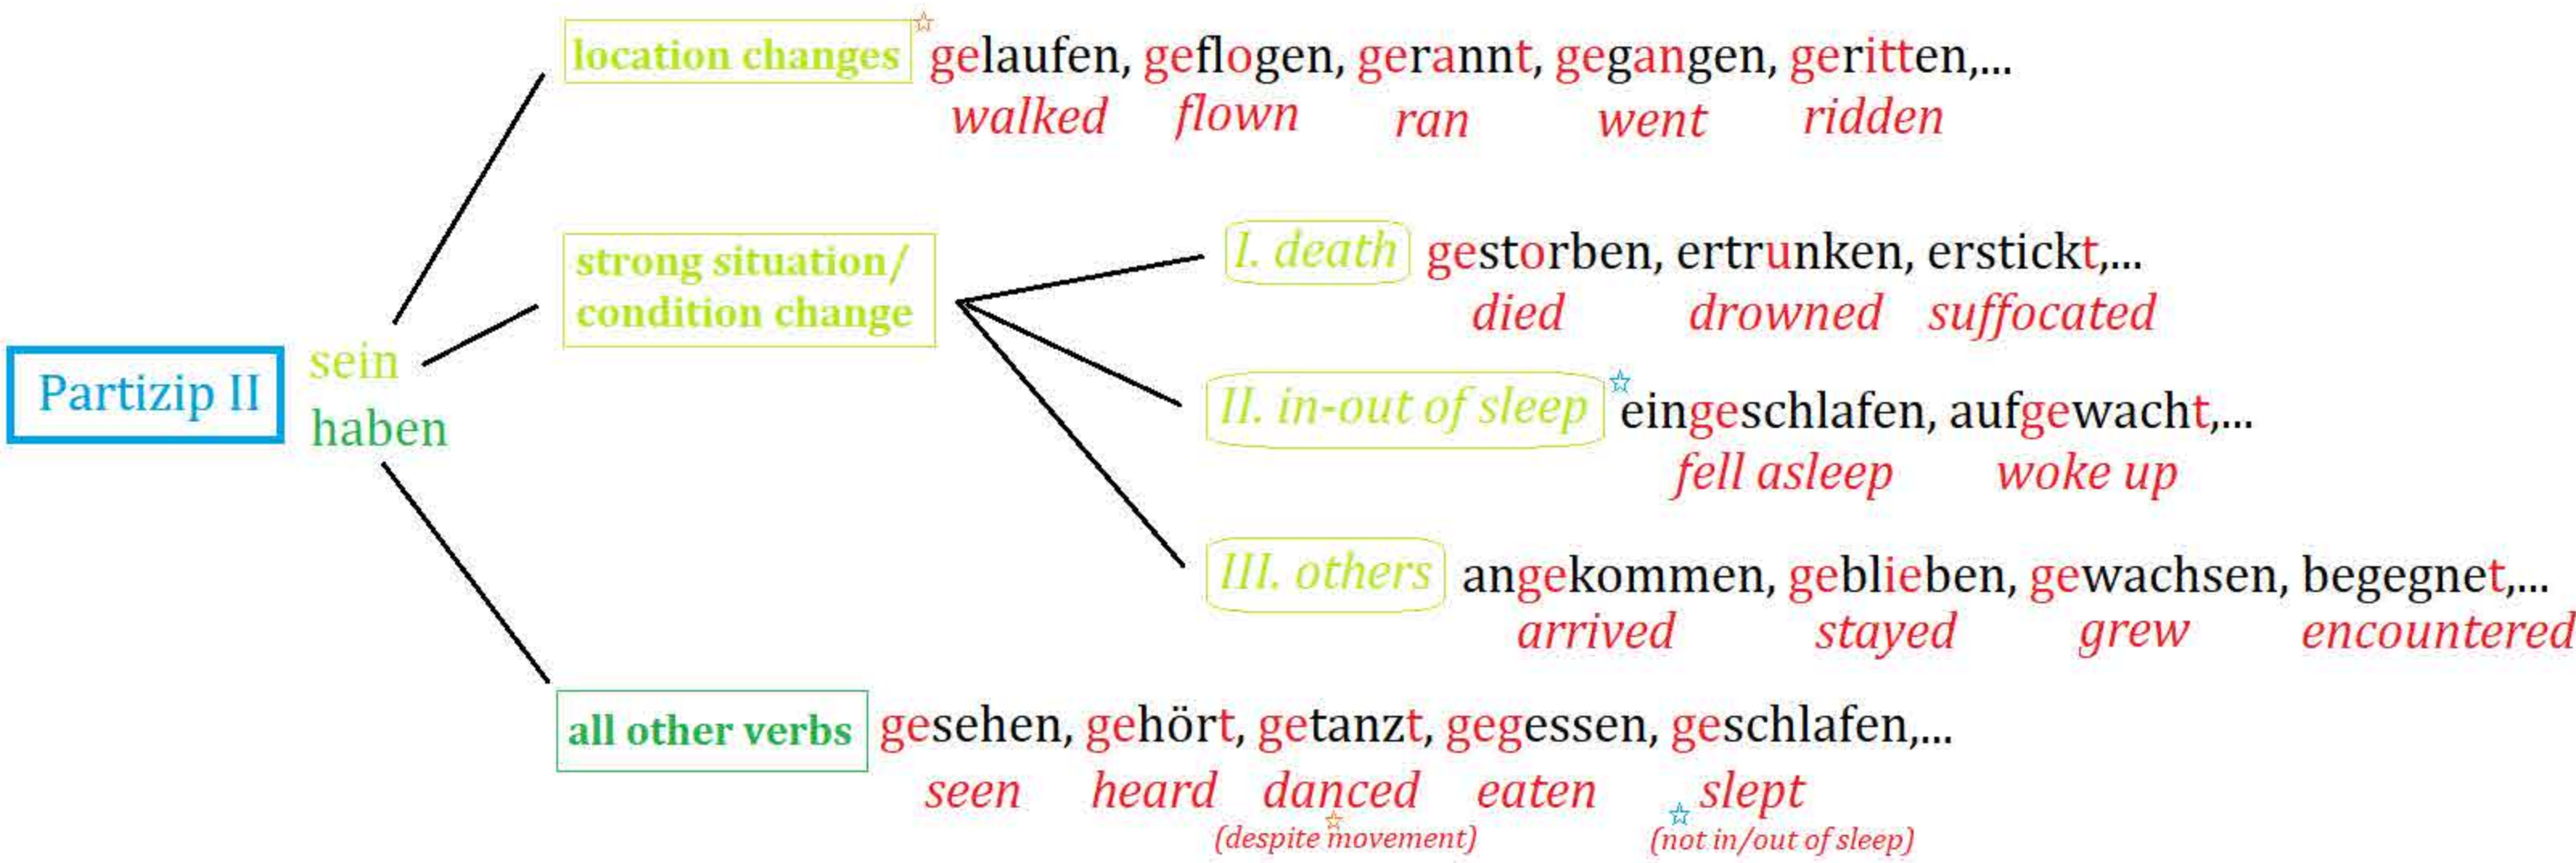 location changes gelaufen, geflogen, gerannt, gegangen, geritten,...
walked flown ran went ridden
strong situation/
condition change
I. death gestorben, ertrunken, erstickt,...
died drowned suffocated
Partizip II
sein
haben
II. in-out of sleep eingeschlafen, aufgewacht,...
fell asleep woke up
III. others angekommen, geblieben, gewachsen, begegnet,...
arrived stayed grew encountered
all other verbs gesehen, gehört, getanzt, gegessen, geschlafen,...
seen heard danced eaten slept
(despite movement) (not in/out of sleep)